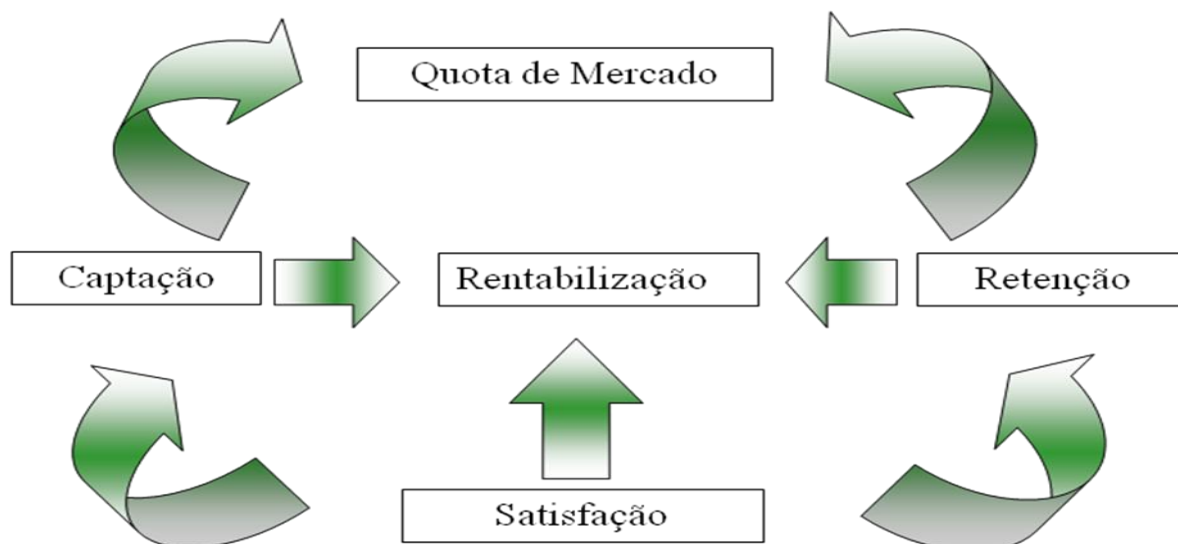 Quota de Mercado
Captação
Rentabilização
Retenção
Satisfação